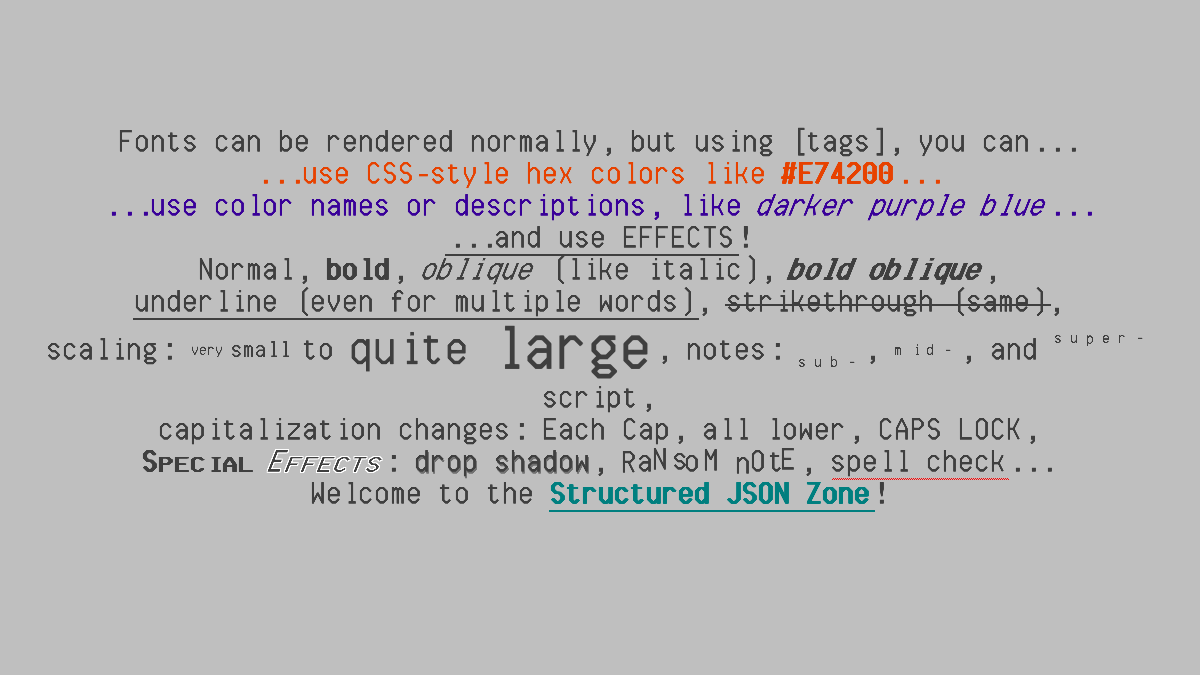 Fonts can be rendered normally, but using [tags], you can...
...use CSS-style hex colors like #E74200...
...use color names or descriptions, like darker purple blue...
...and use EFFECTS!
Normal, bold, oblique (like italic), bold oblique,
underline (even for multiple words), strikethrough (same),
scaling: very small to quite large, notes: sub-, mid-, and super-
script,
capitalization changes: Each Cap, all lower, CAPS LOCK,
SPECIAL EFFECTS: drop shadow, RaNsoM nOtE, spell check...
Welcome to the Structured JSON Zone!